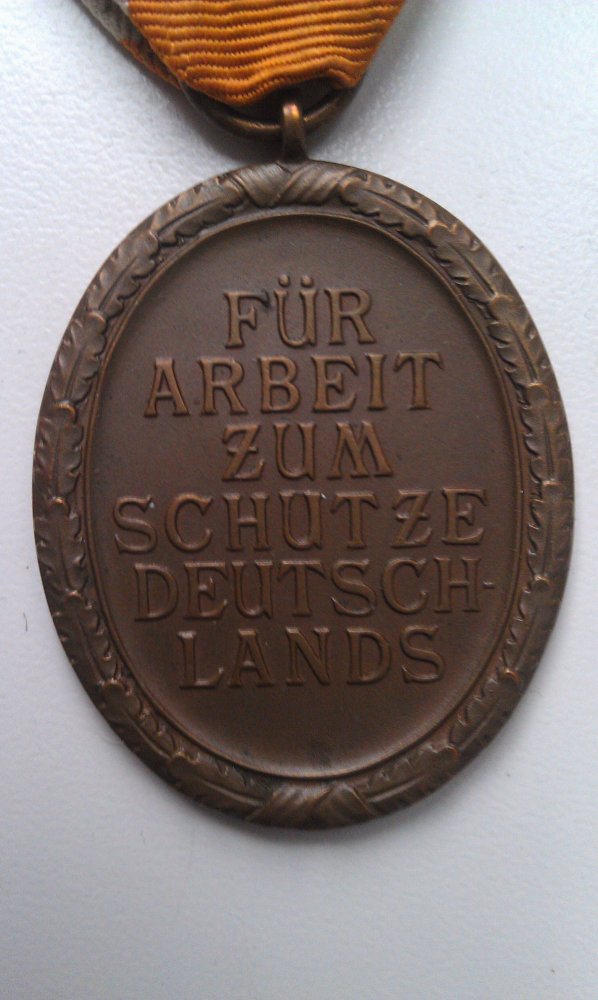 FÜR
ARBEIT
ZUM
SCHUTZE
DEUTSCH-
LANDS